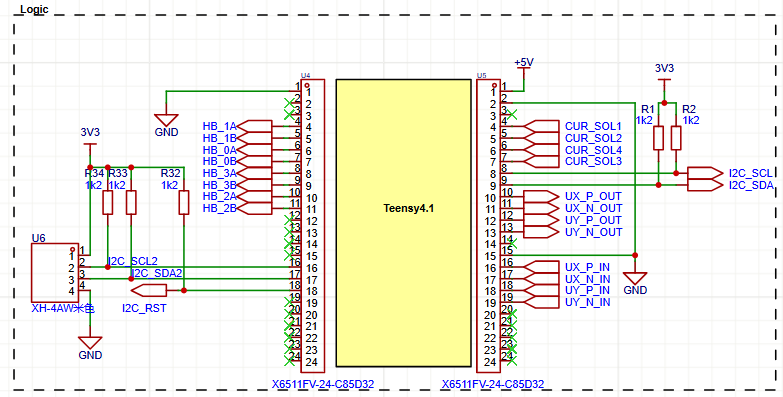 Logic
+5V
U4
U5
3V3
1
1
2
2
3
3
4
4
5
5
6
6
7
7
8
8
9
9
10
10
11
11
12
12
13
13
14
14
15
15
16
16
17
17
18
18
19
19
20
20
21
21
22
22
23
23
24
24
1
1
2
2
3
3
4
4
5
5
6
6
7
7
8
8
9
9
10
10
11
11
12
12
13
13
14
14
15
15
16
16
17
17
18
18
19
19
20
20
21
21
22
22
23
23
24
24
GND
HB_1A
HB_1B
HB_0A
HB_0B
HB_3A
HB_3B
HB_2A
HB_2B
3V3
R34
1k2
R33
1k2
R32
1k2
U6
1
1
2
2
3
3
4
4
XH-4AW米色
I2C_SCL2
I2C_SDA2
I2C_RST
GND
Teensy4.1
CUR_SOL1
CUR_SOL2
CUR_SOL4
CUR_SOL3
R1
1k2
R2
1k2
I2C_SCL
I2C_SDA
UX_P_OUT
UX_N_OUT
UY_P_OUT
UY_N_OUT
UX_P_IN
UX_N_IN
UY_P_IN
UY_N_IN
GND
X6511FV-24-C85D32
X6511FV-24-C85D32